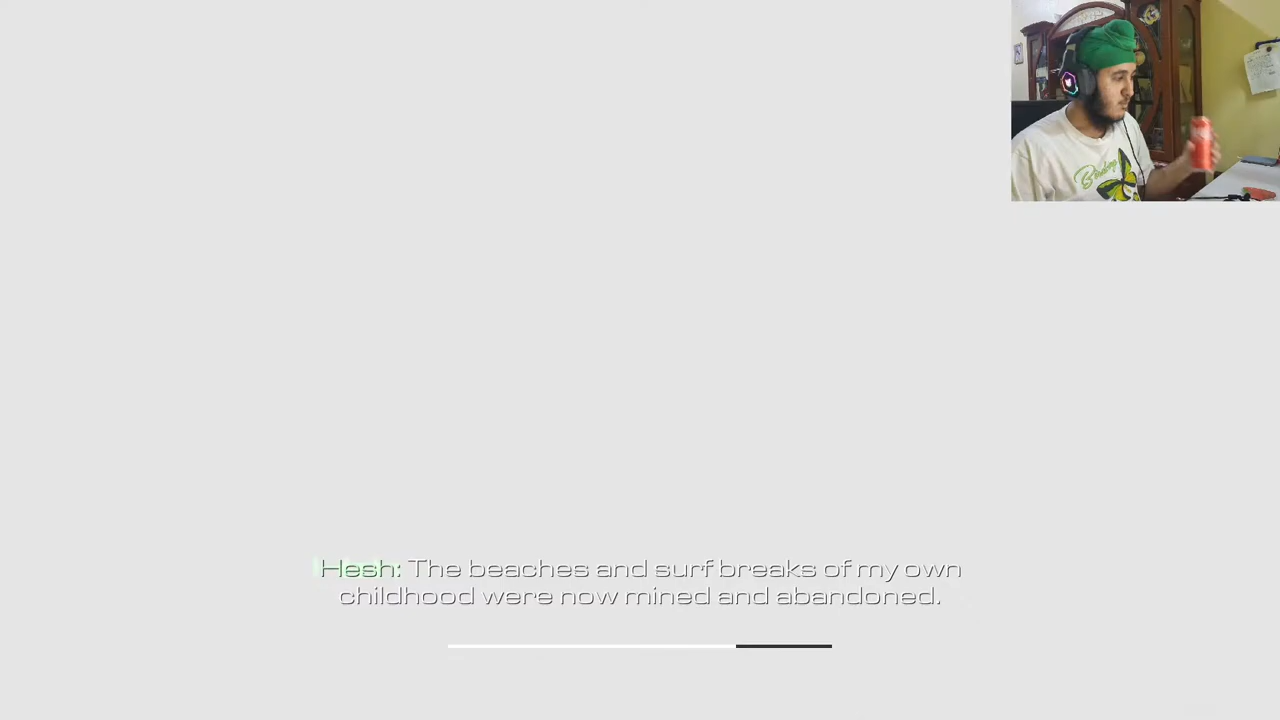 Hesh: The beaches and surf breaks of my own
childhood were now mined and abandoned.